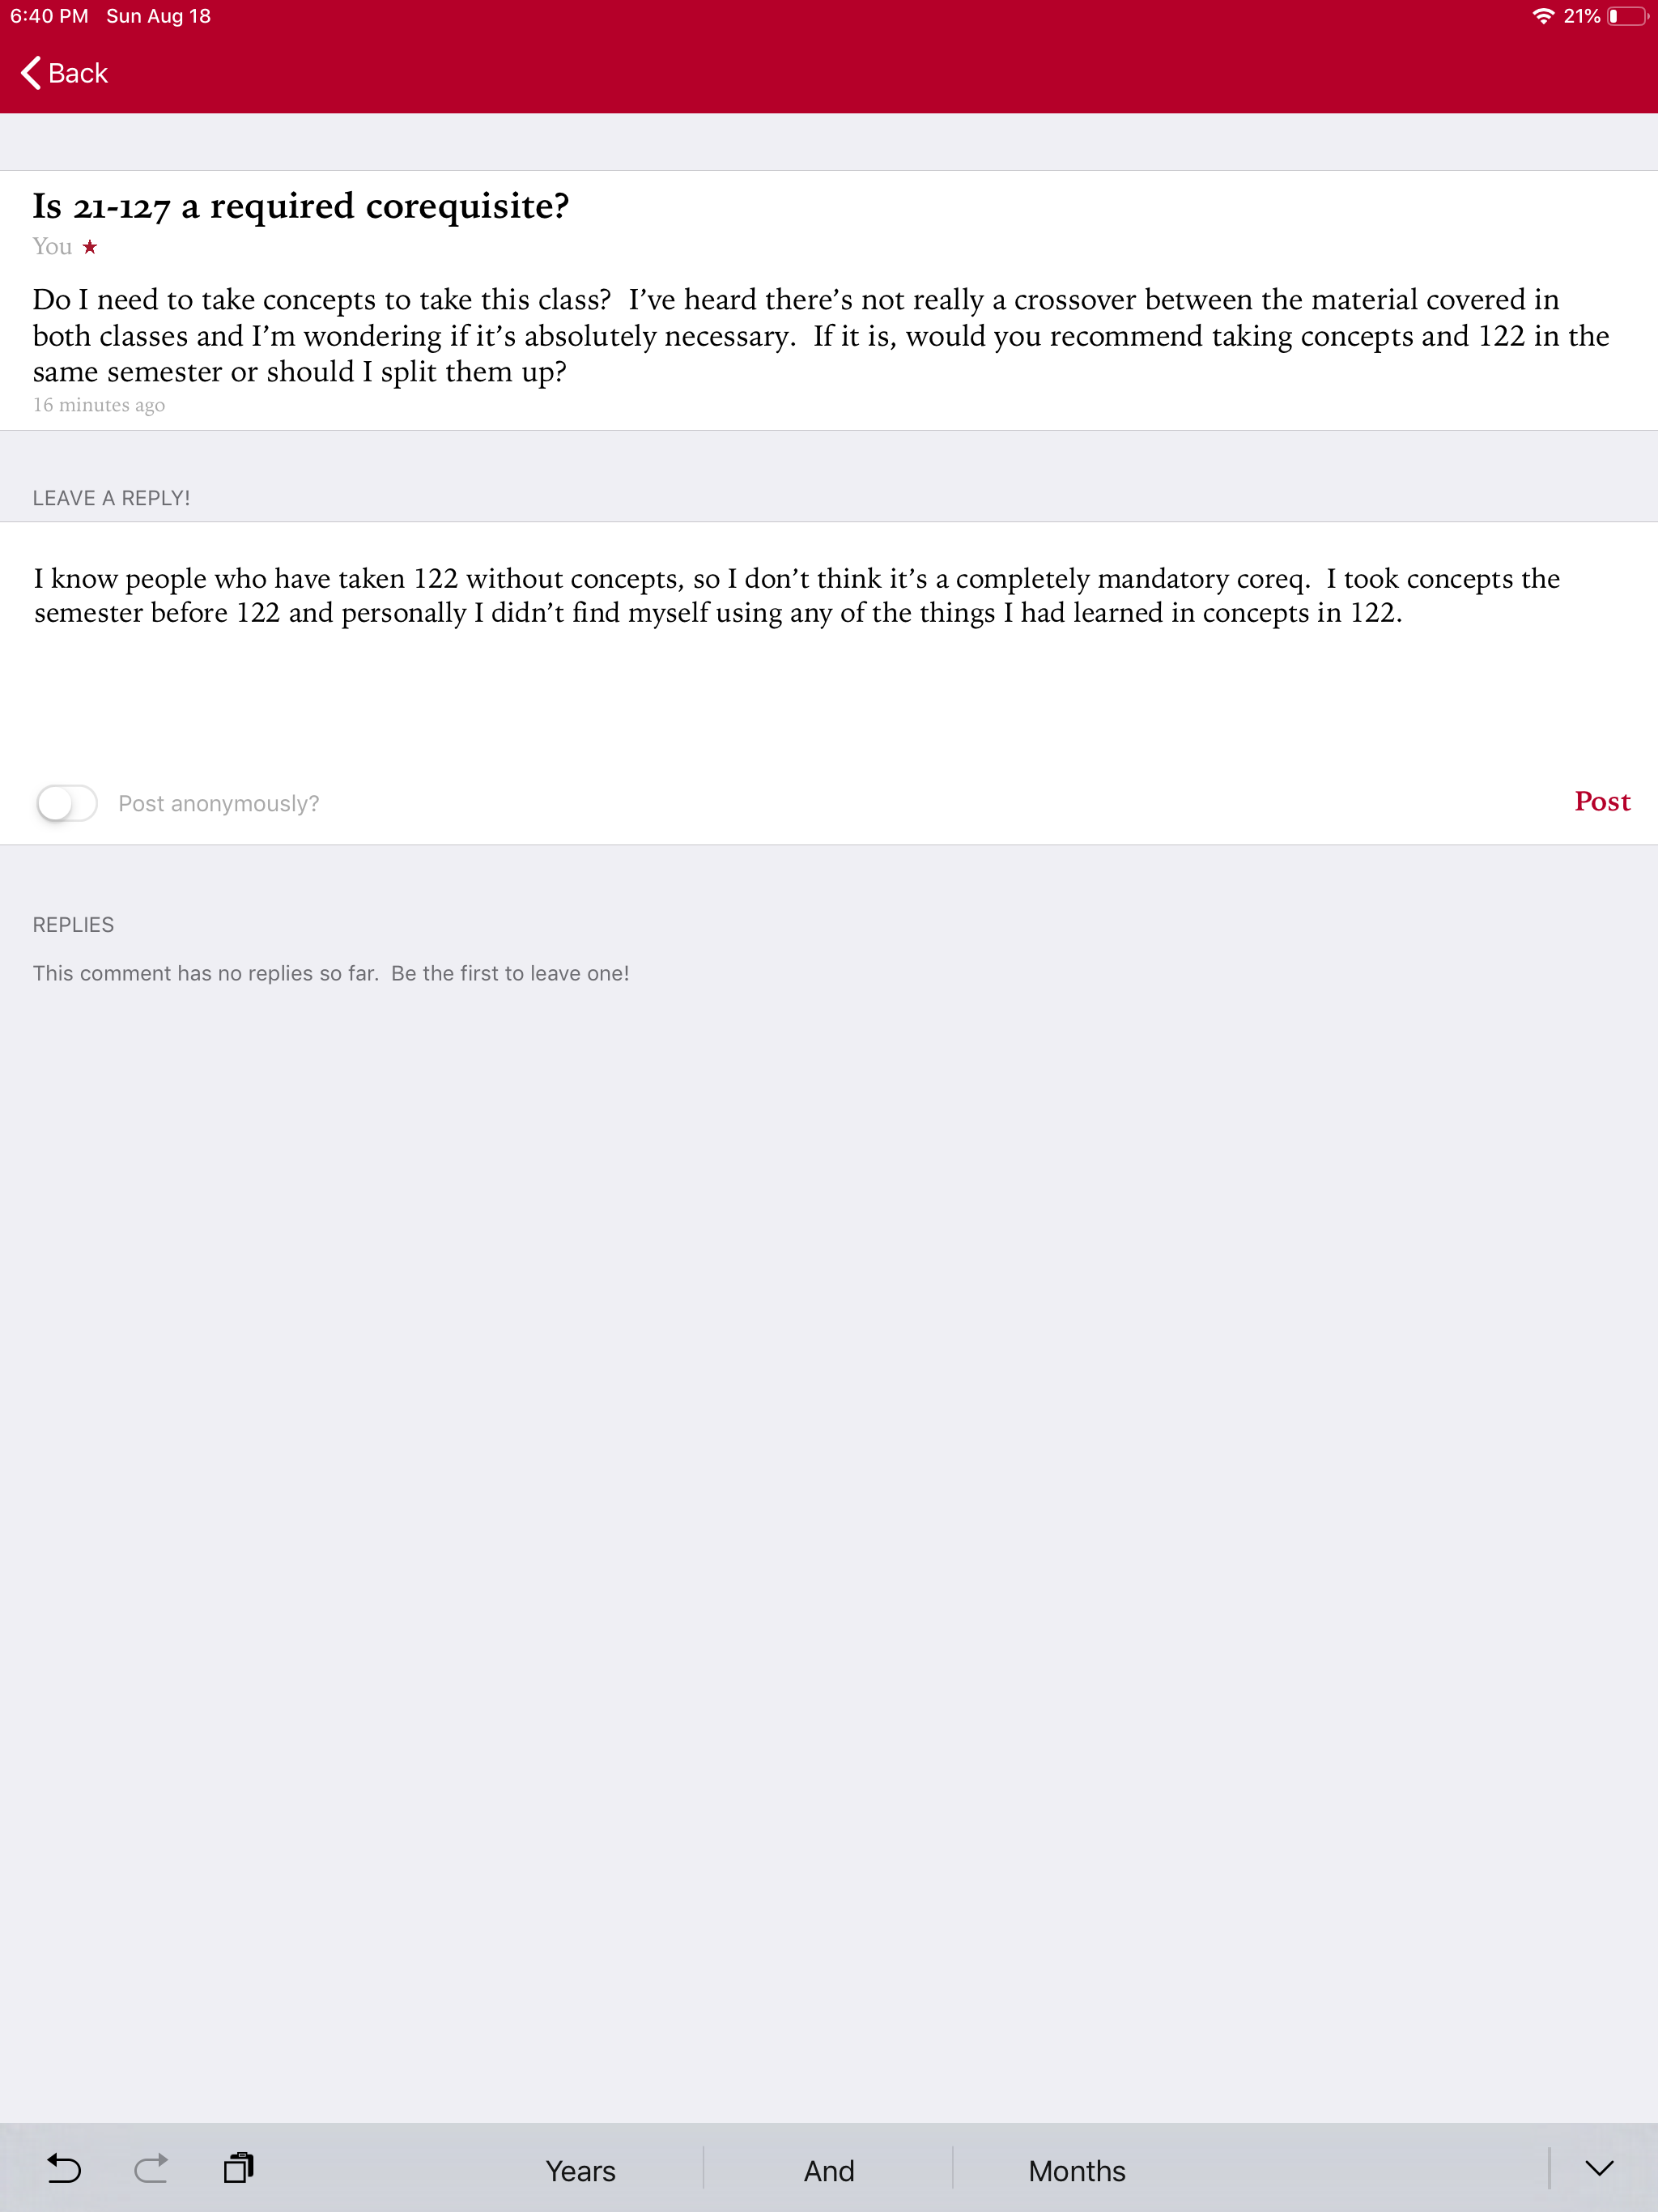 6:40 PM Sun Aug 18 21%
Back
Is 21-127 a required corequisite?
You ★
Do I need to take concepts to take this class?  I’ve heard there’s not really a crossover between the material covered in
both classes and I’m wondering if it’s absolutely necessary.  If it is, would you recommend taking concepts and 122 in the
same semester or should I split them up?
16 minutes ago
LEAVE A REPLY!
I know people who have taken 122 without concepts, so I don’t think it’s a completely mandatory coreq.  I took concepts the
semester before 122 and personally I didn’t find myself using any of the things I had learned in concepts in 122.
Post anonymously? Post
REPLIES
This comment has no replies so far.  Be the first to leave one!
Years And Months